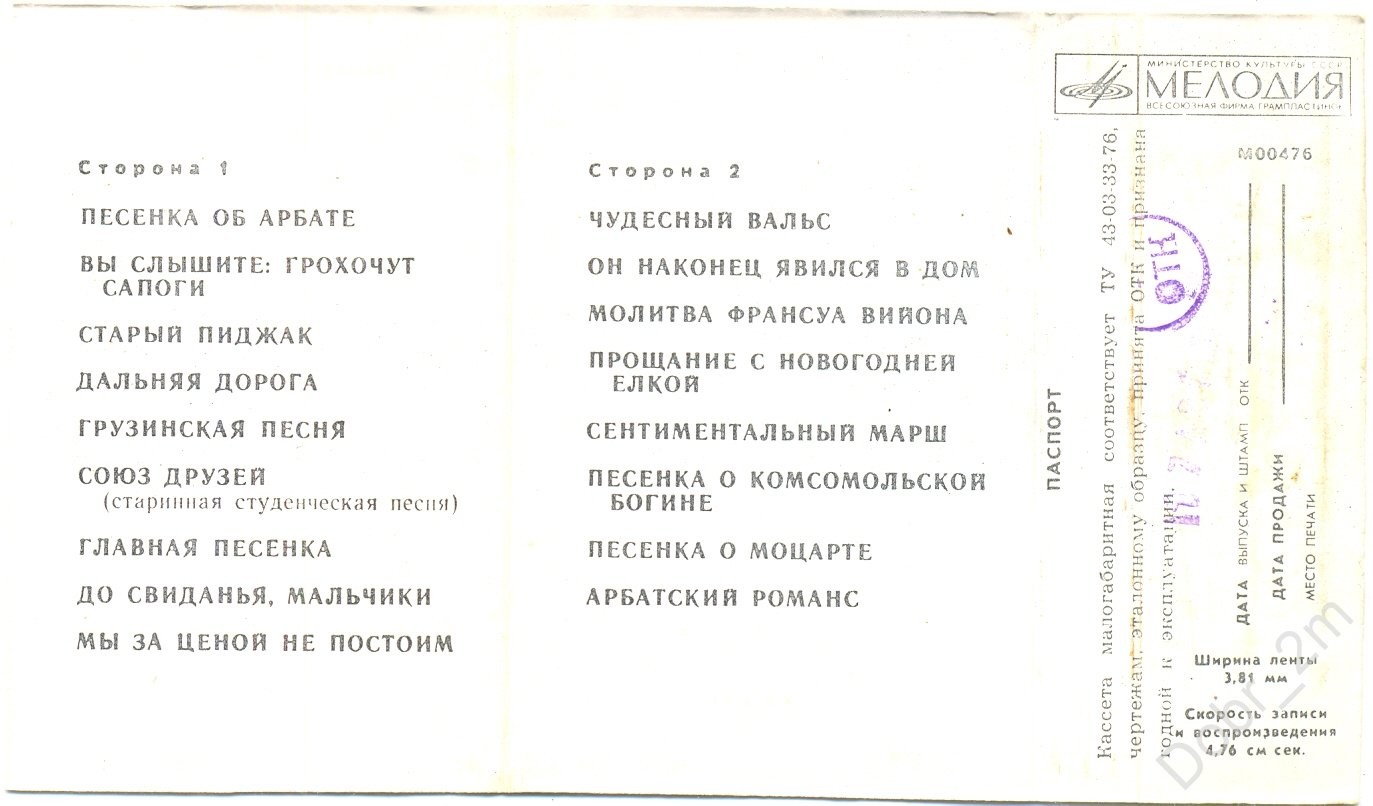 Сторона 1
ПЕСЕНКА ОБ АРБАТЕ
ВЫ СЛЫШИТЕ: ГРОХОЧУТ
САПОГИ
СТАРЫЙ ПИДЖАК
ДАЛЬНЯЯ ДОРОГА
ГРУЗИНСКАЯ ПЕСНЯ
СОЮЗ ДРУЗЕЙ
(старинная студенческая песня)
ГЛАВНАЯ ПЕСЕНКА
ДО СВИДАНЬЯ, МАЛЬЧИКИ
МЫ ЗА ЦЕНОЙ НЕ ПОСТОИМ
Сторона 2
ЧУДЕСНЫЙ ВАЛЬС
ОН НАКОНЕЦ ЯВИЛСЯ В ДОМ
МОЛИТВА ФРАНСУА ВИЙОНА
ПРОЩАНИЕ С НОВОГОДНЕЙ
ЕЛКОЙ
СЕНТИМЕНТАЛЬНЫЙ МАРШ
ПЕСЕНКА О КОМСОМОЛЬСКОЙ
БОГИНЕ
ПЕСЕНКА О МОЦАРТЕ
АРБАТСКИЙ РОМАНС
МИНИСТЕРСТВО КУЛЬТУРЫ СССР
МЕЛОДИЯ
ВСЕСОЮЗНАЯ ФИРМА ГРАМПЛАСТИНОК
М00476
ПАСПОРТ
Кассета малогабаритная соответствует ТУ 43-03-33-76,
чертежам, эталонному образцу, принята ОТК и признана
годной к эксплуатации.
ОТК
ДАТА ВЫПУСКА И ШТАМП ОТК
ДАТА ПРОДАЖИ
МЕСТО ПЕЧАТИ
Ширина ленты
3,81 мм
Скорость записи
и воспроизведения
4,76 см сек.
Dobr_2m